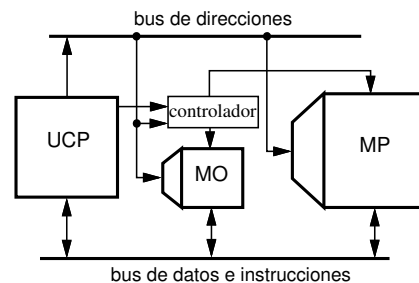 bus de direcciones
controlador
UCP
MO
MP
bus de datos e instrucciones